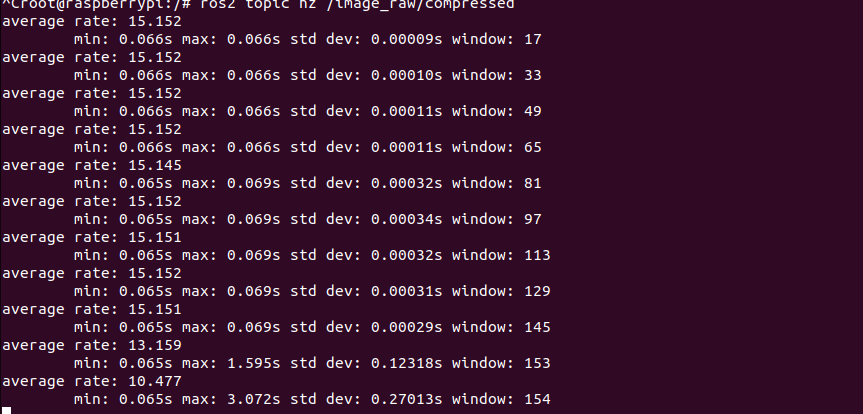 ^Croot@raspberrypi:/# ros2 topic hz /image_raw/compressed
average rate: 15.152
        min: 0.066s max: 0.066s std dev: 0.00009s window: 17
average rate: 15.152
        min: 0.066s max: 0.066s std dev: 0.00010s window: 33
average rate: 15.152
        min: 0.066s max: 0.066s std dev: 0.00011s window: 49
average rate: 15.152
        min: 0.066s max: 0.066s std dev: 0.00011s window: 65
average rate: 15.145
        min: 0.065s max: 0.069s std dev: 0.00032s window: 81
average rate: 15.152
        min: 0.065s max: 0.069s std dev: 0.00034s window: 97
average rate: 15.151
        min: 0.065s max: 0.069s std dev: 0.00032s window: 113
average rate: 15.152
        min: 0.065s max: 0.069s std dev: 0.00031s window: 129
average rate: 15.151
        min: 0.065s max: 0.069s std dev: 0.00029s window: 145
average rate: 13.159
        min: 0.065s max: 1.595s std dev: 0.12318s window: 153
average rate: 10.477
        min: 0.065s max: 3.072s std dev: 0.27013s window: 154